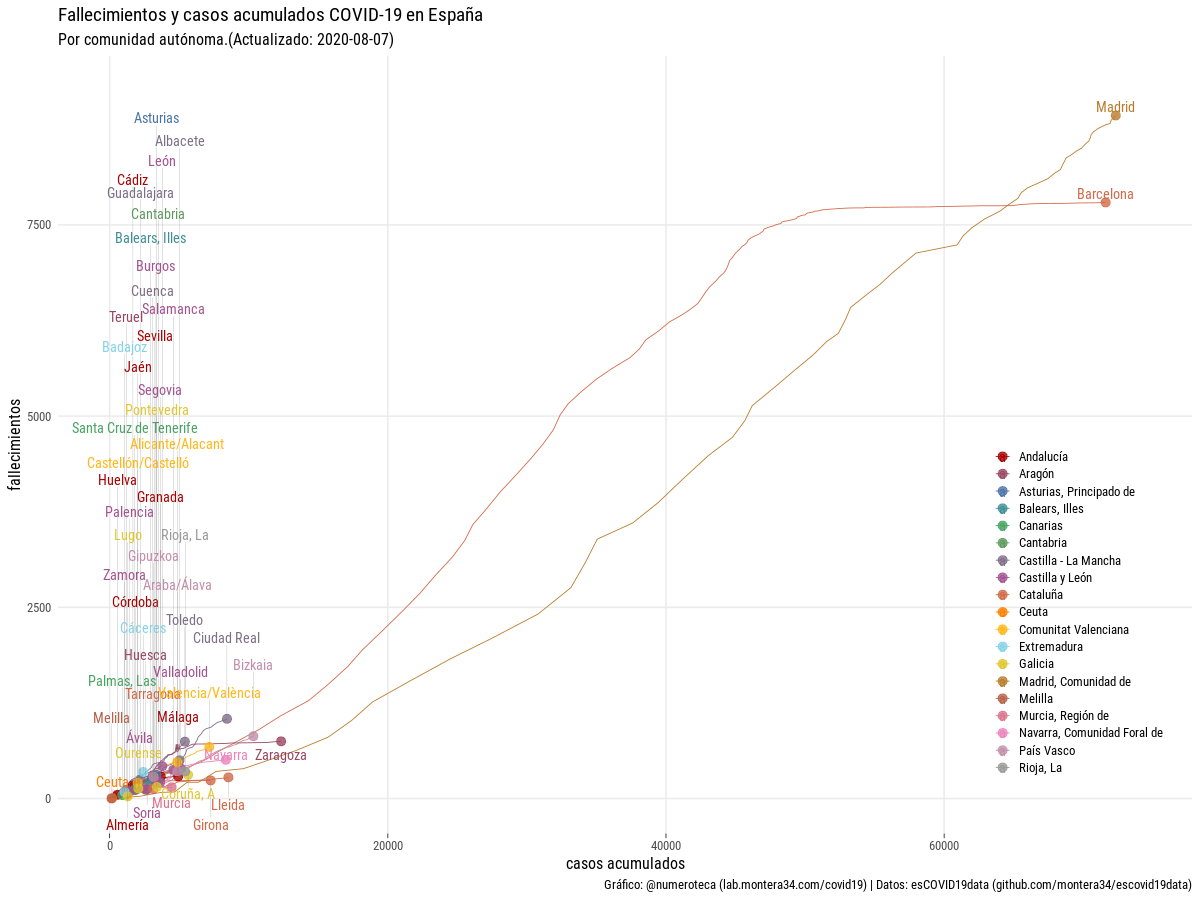 Fallecimientos y casos acumulados COVID-19 en España
Por comunidad autónoma.(Actualizado: 2020-08-07)
Asturias
Albacete
León
Cádiz
Guadalajara
Cantabria
Balears, Illes
Burgos
Cuenca
Salamanca
Teruel
Sevilla
Badajoz
Jaén
Segovia
Pontevedra
Santa Cruz de Tenerife
Alicante/Alacant
Castellón/Castelló
Huelva
Granada
Palencia
Lugo
Rioja, La
Gipuzkoa
Zamora
Araba/Álava
Córdoba
Toledo
Cáceres
Ciudad Real
Huesca
Bizkaia
Valladolid
Palmas, Las
Tarragona
Valencia/València
Melilla
Málaga
Ávila
Ourense
Navarra
Zaragoza
Ceuta
Coruña, A
Murcia
Lleida
Soria
Almería
Girona
Madrid
Barcelona
7500
5000
2500
0
fallecimientos
0
20000
40000
60000
casos acumulados
Andalucía
Aragón
Asturias, Principado de
Balears, Illes
Canarias
Cantabria
Castilla - La Mancha
Castilla y León
Cataluña
Ceuta
Comunitat Valenciana
Extremadura
Galicia
Madrid, Comunidad de
Melilla
Murcia, Región de
Navarra, Comunidad Foral de
País Vasco
Rioja, La
Gráfico: @numeroteca (lab.montera34.com/covid19) | Datos: esCOVID19data (github.com/montera34/escovid19data)